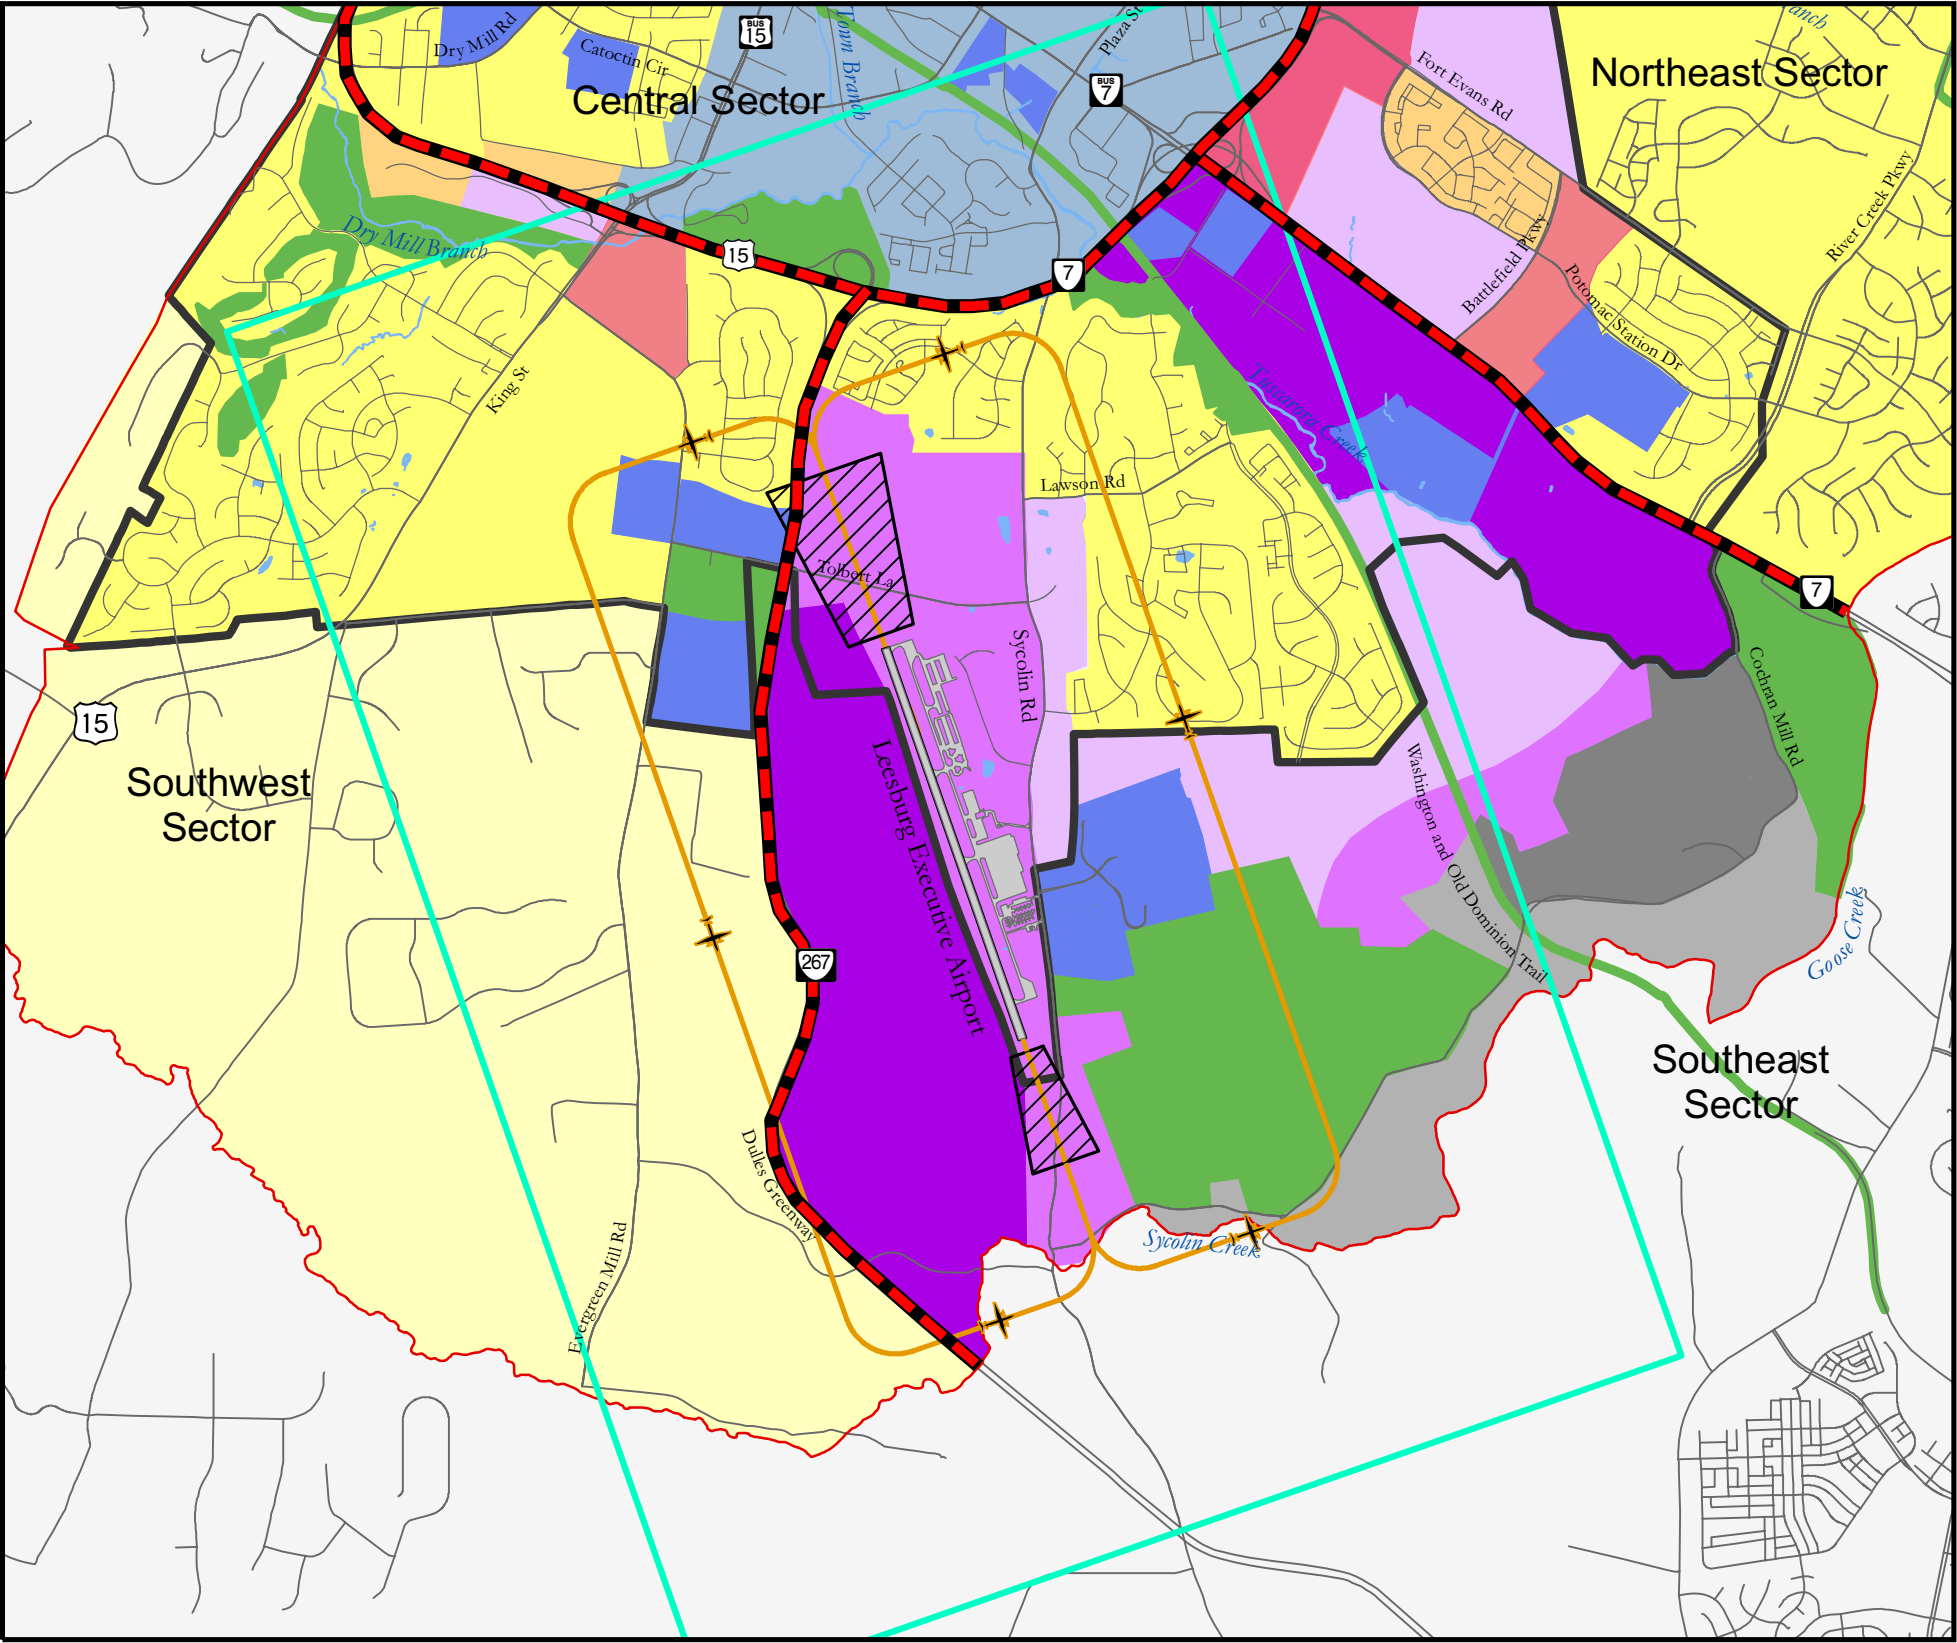 Dry Mill Rd
Catoctin Cir
BUS
15
Town Branch
Plaza St
BUS
7
Central Sector
Fort Evans Rd
anch
Northeast Sector
River Creek Pkwy
Dry Mill Branch
15
7
Battlefield Pkwy
Potomac Station Dr
King St
Tuscarora Creek
Lawson Rd
Tolbert La
7
Sycolin Rd
Cochran Mill Rd
15
Southwest
Sector
Leesburg Executive Airport
Washington and Old Dominion Trail
267
Goose Creek
Southeast
Sector
Dulles Greenway
Evergreen Mill Rd
Sycolin Creek